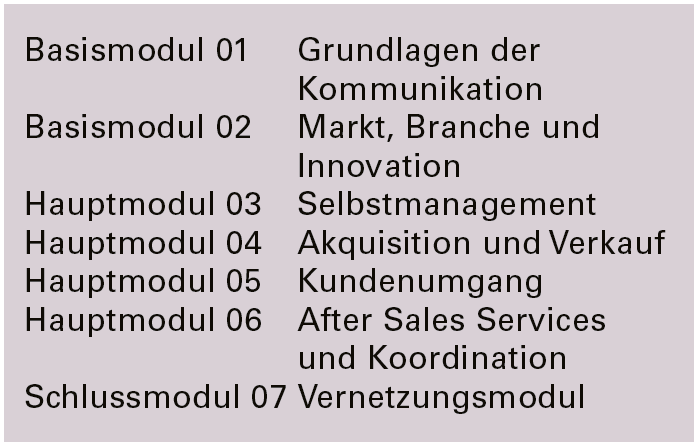 Basismodul 01 Grundlagen der
Kommunikation
Basismodul 02 Markt, Branche und
Innovation
Hauptmodul 03 Selbstmanagement
Hauptmodul 04 Akquisition und Verkauf
Hauptmodul 05 Kundenumgang
Hauptmodul 06 After Sales Services
und Koordination
Schlussmodul 07 Vernetzungsmodul